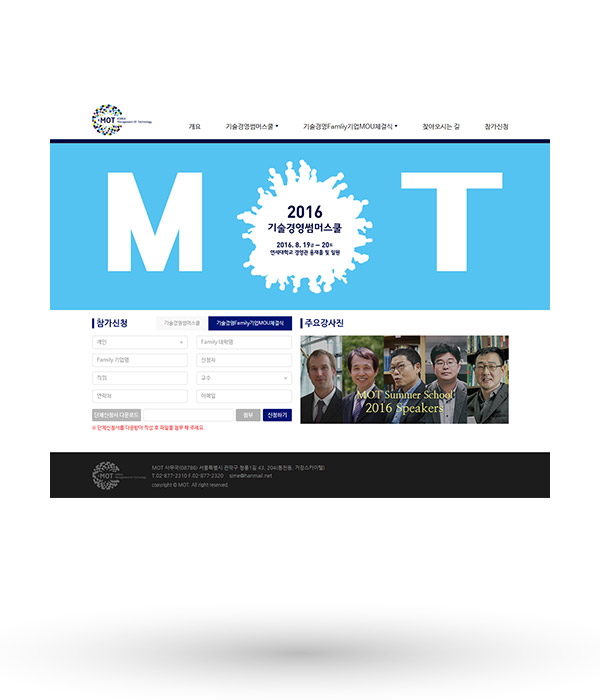 MOT KOREA
Management Of Technology
개요 기술경영썸머스쿨 기술경영Famliy기업MOU체결식 찾아오시는 길 참가신청
M T
2016
기술경영썸머스쿨
2016. 8. 19금 – 20토
연세대학교 경영관 용재홀 및 일원
참가신청 기술경영썸머스쿨 기술경영Famliy기업MOU체결식 주요강사진
개인 Family 대학명
Family 기업명 신청자
직위 교수
연락처 이메일
단체신청서 다운로드 첨부 신청하기
※ 단체신청서를 다운받아 작성 후 파일을 첨부 해 주세요.
MOT Summer School
2016 Speakers
MOT
MOT 사무국(08786) 서울특별시 관악구 청룡1길 43, 204(봉천동, 거강스카이텔)
T.02-877-2310 F.02-877-2320 sime@hanmail.net
copyright © MOT. All right reserved.